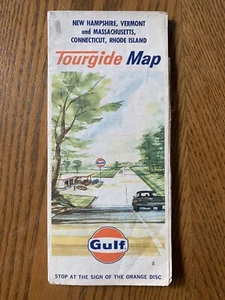 NEW HAMPSHIRE, VERMONT
and MASSACHUSETTS,
CONNECTICUT, RHODE ISLAND
Tourgide Map
Gulf
Gulf
STOP AT THE SIGN OF THE ORANGE DISC